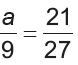 a/9 = 21/27